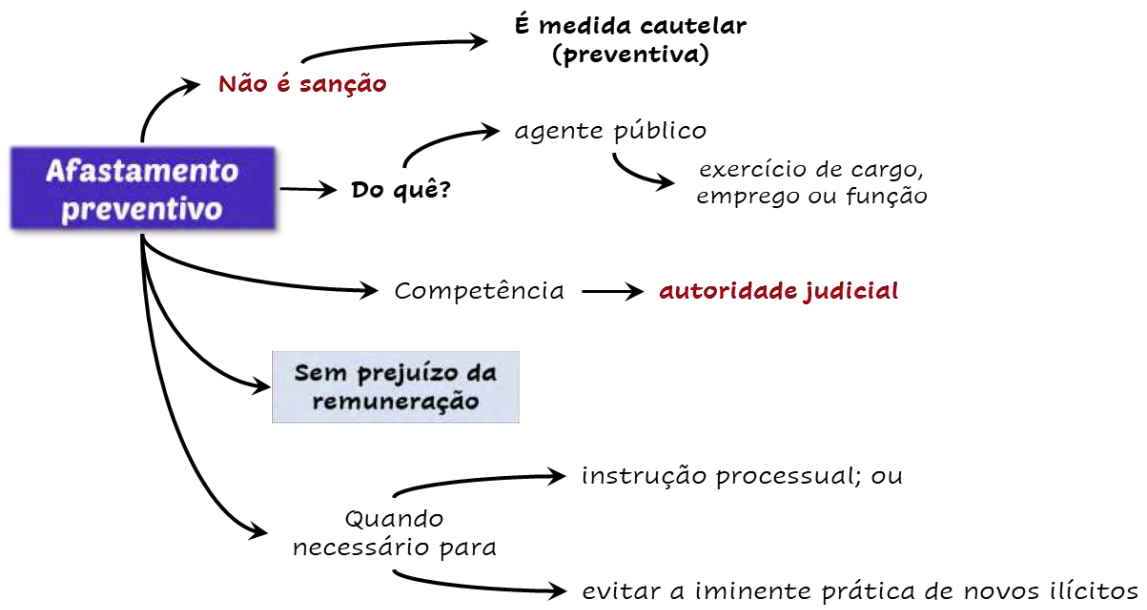 É medida cautelar
(preventiva)
Não é sanção
Afastamento
preventivo
Do quê?
agente público
exercício de cargo,
emprego ou função
Competência
autoridade judicial
Sem prejuízo da
remuneração
Quando
necessário para
instrução processual; ou
evitar a iminente prática de novos ilícitos